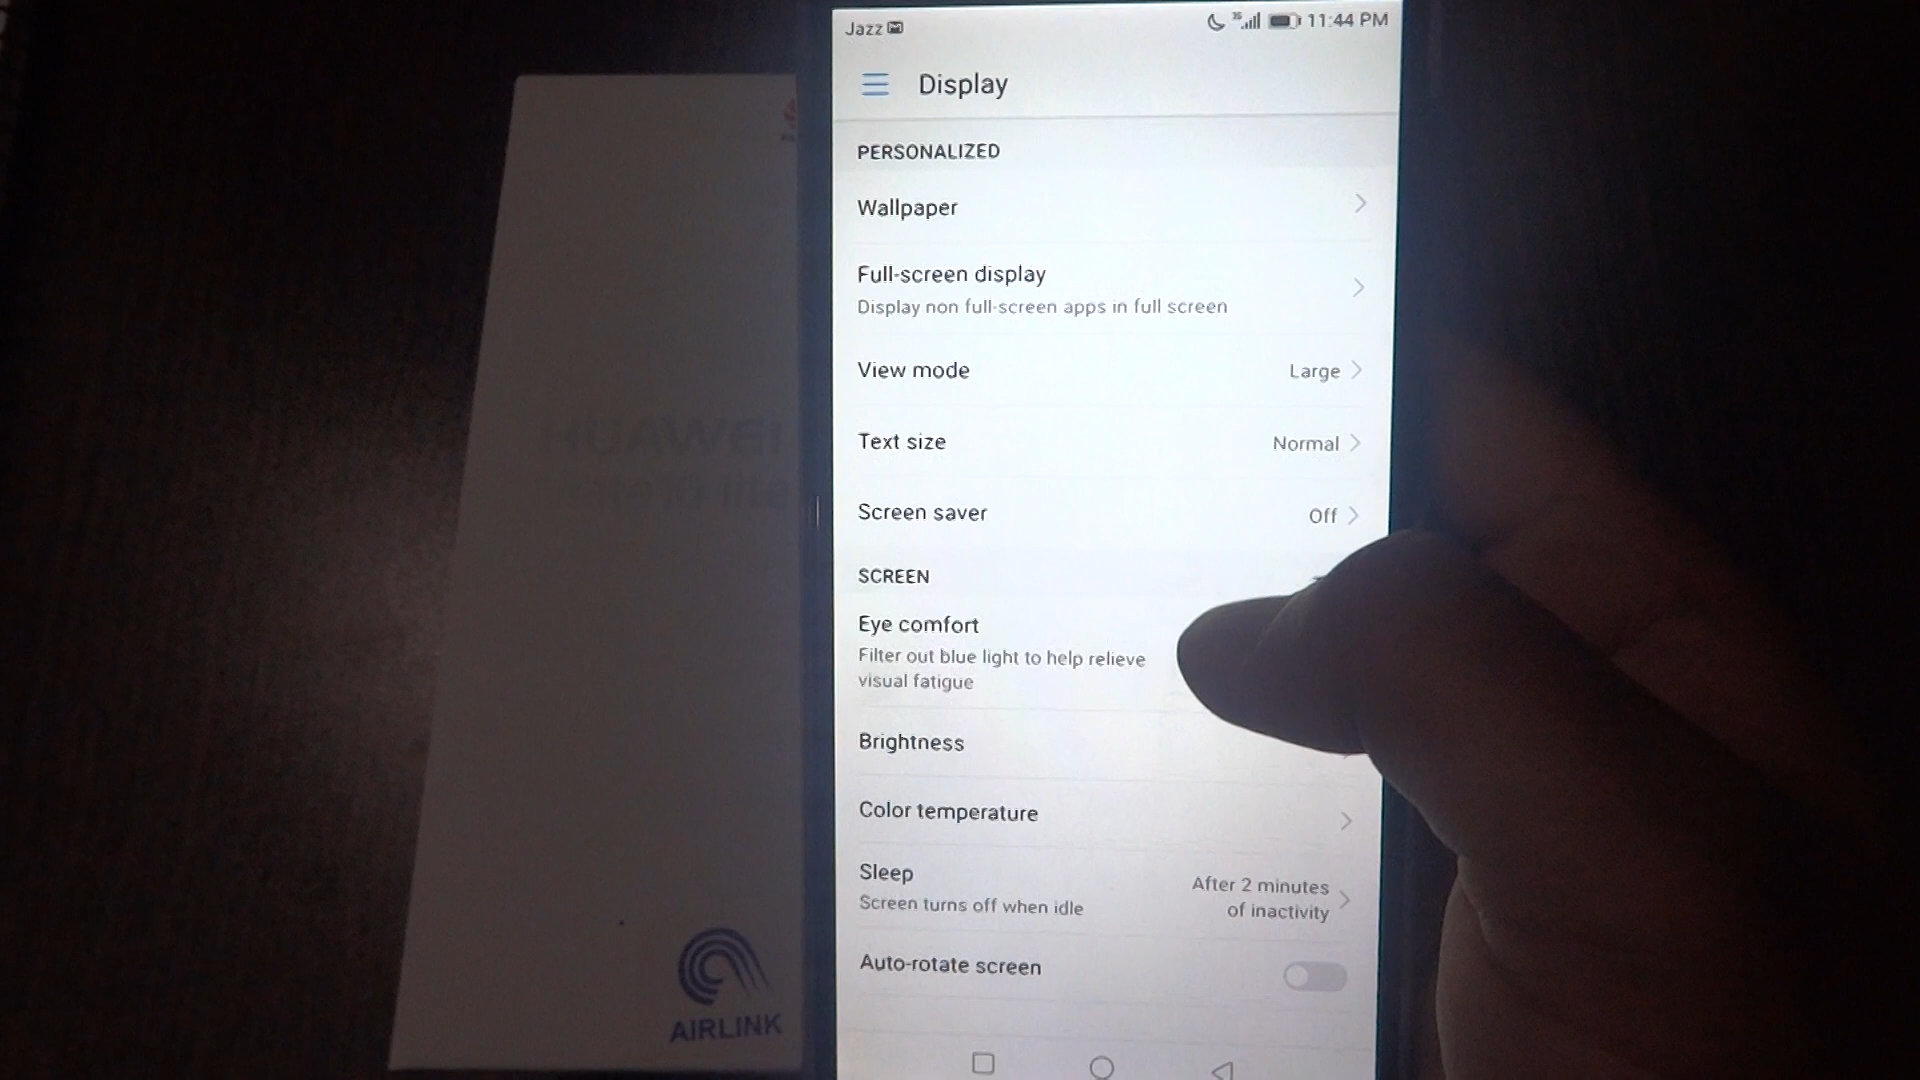 Jazz
3G 11:44 PM
Display
PERSONALIZED
Wallpaper
Full-screen display
Display non full-screen apps in full screen
View mode
Large
Text size
Normal
Screen saver
Off
SCREEN
Eye comfort
Filter out blue light to help relieve
visual fatigue
Brightness
Color temperature
Sleep
Screen turns off when idle
After 2 minutes
of inactivity
Auto-rotate screen
HUAWEI
lite
AIRLINK